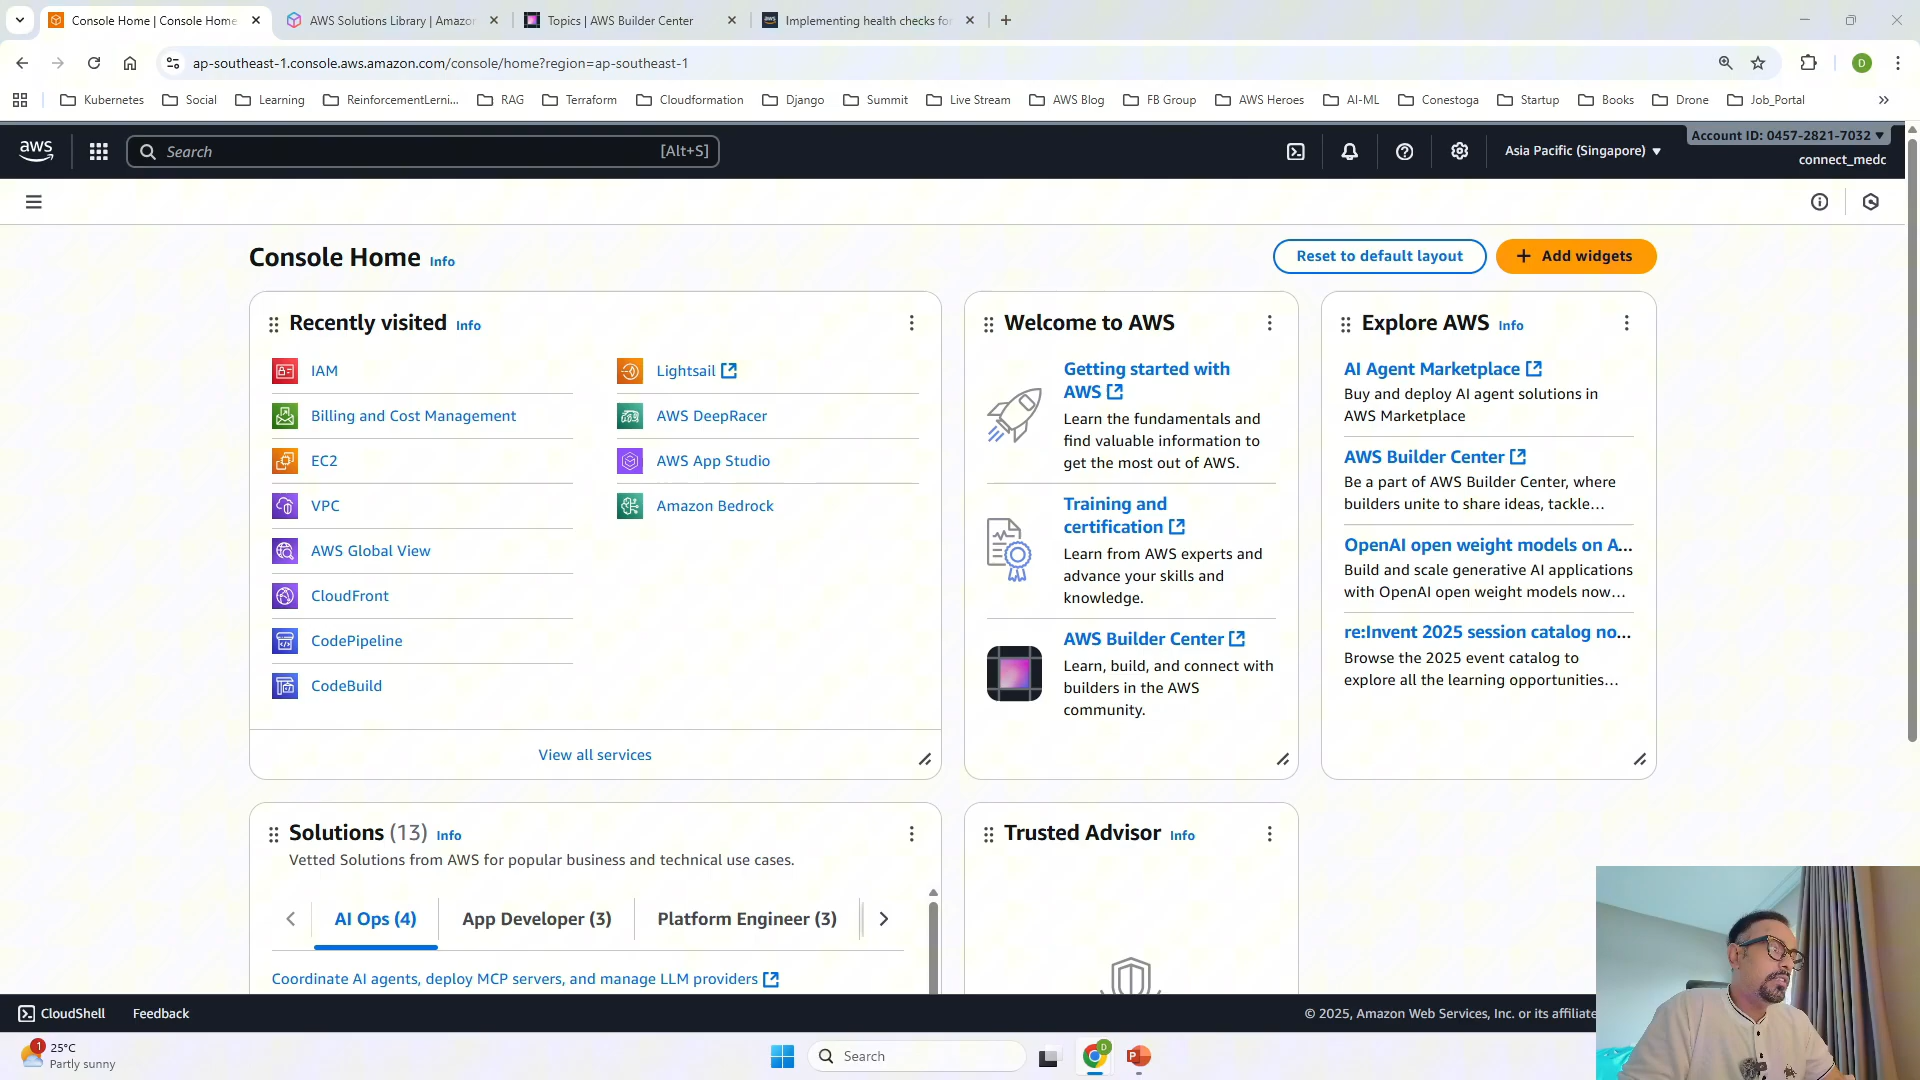 Console Home | Console Home
AWS Solutions Library | Amazon
Topics | AWS Builder Center
Implementing health checks fo
ap-southeast-1.console.aws.amazon.com/console/home?region=ap-southeast-1
D
Kubernetes
Social
Learning
ReinforcementLerni...
RAG
Terraform
Cloudformation
Django
Summit
Live Stream
AWS Blog
FB Group
AWS Heroes
AI-ML
Conestoga
Startup
Books
Drone
Job_Portal
aws
Search
[Alt+S]
Asia Pacific (Singapore)
Account ID: 0457-2821-7032
connect_medc
Console Home Info
Reset to default layout
Add widgets
Recently visited Info
IAM
Billing and Cost Management
EC2
VPC
AWS Global View
CloudFront
CodePipeline
CodeBuild
Lightsail
AWS DeepRacer
AWS App Studio
Amazon Bedrock
View all services
Welcome to AWS
Getting started with
AWS
Learn the fundamentals and
find valuable information to
get the most out of AWS.
Training and
certification
Learn from AWS experts and
advance your skills and
knowledge.
AWS Builder Center
Learn, build, and connect with
builders in the AWS
community.
Explore AWS Info
AI Agent Marketplace
Buy and deploy AI agent solutions in
AWS Marketplace
AWS Builder Center
Be a part of AWS Builder Center, where
builders unite to share ideas, tackle...
OpenAI open weight models on A...
Build and scale generative AI applications
with OpenAI open weight models now...
re:Invent 2025 session catalog no...
Browse the 2025 event catalog to
explore all the learning opportunities...
Solutions (13) Info
Vetted Solutions from AWS for popular business and technical use cases.
AI Ops (4)
App Developer (3)
Platform Engineer (3)
Coordinate AI agents, deploy MCP servers, and manage LLM providers
Trusted Advisor Info
CloudShell
Feedback
© 2025, Amazon Web Services, Inc. or its affiliate
1
25°C
Partly sunny
Search
D
P